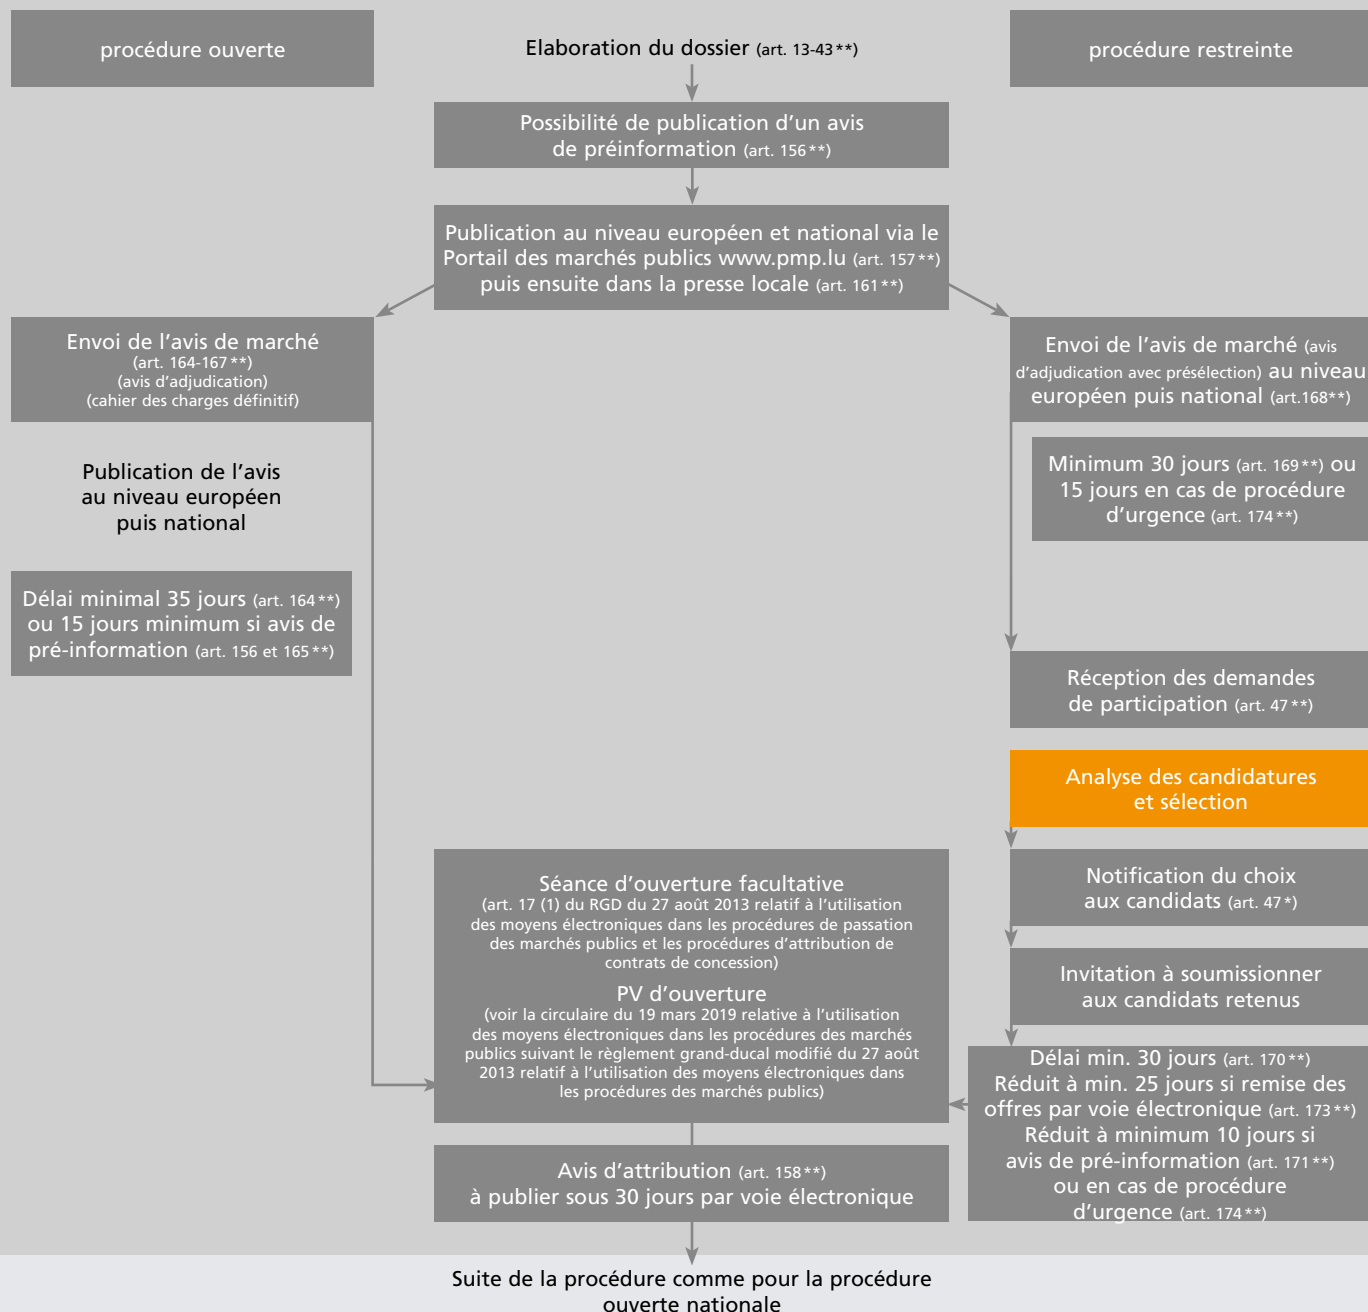 procédure ouverte
Elaboration du dossier (art. 13-43**)
procédure restreinte
Possibilité de publication d'un avis
de préinformation (art. 156**)
Publication au niveau européen et national via le
Portail des marchés publics www.pmp.lu (art. 157**)
puis ensuite dans la presse locale (art. 161**)
Envoi de l'avis de marché
(art. 164-167**)
(avis d'adjudication)
(cahier des charges définitif)
Publication de l'avis
au niveau européen
puis national
Délai minimal 35 jours (art. 164**)
ou 15 jours minimum si avis de
pré-information (art. 156 et 165**)
Envoi de l'avis de marché (avis
d'adjudication avec présélection) au niveau
européen puis national (art.168**)
Minimum 30 jours (art. 169**) ou
15 jours en cas de procédure
d'urgence (art. 174**)
Réception des demandes
de participation (art. 47**)
Analyse des candidatures
et sélection
Notification du choix
aux candidats (art. 47*)
Invitation à soumissionner
aux candidats retenus
Délai min. 30 jours (art. 170**)
Réduit à min. 25 jours si remise des
offres par voie électronique (art. 173**)
Réduit à minimum 10 jours si
avis de pré-information (art. 171**)
ou en cas de procédure
d'urgence (art. 174**)
Séance d'ouverture facultative
(art. 17 (1) du RGD du 27 août 2013 relatif à l'utilisation
des moyens électroniques dans les procédures de passation
des marchés publics et les procédures d'attribution de
contrats de concession)
PV d'ouverture
(voir la circulaire du 19 mars 2019 relative à l'utilisation
des moyens électroniques dans les procédures des marchés
publics suivant le règlement grand-ducal modifié du 27 août
2013 relatif à l'utilisation des moyens électroniques dans
les procédures des marchés publics)
Avis d'attribution (art. 158**)
à publier sous 30 jours par voie électronique
Suite de la procédure comme pour la procédure
ouverte nationale